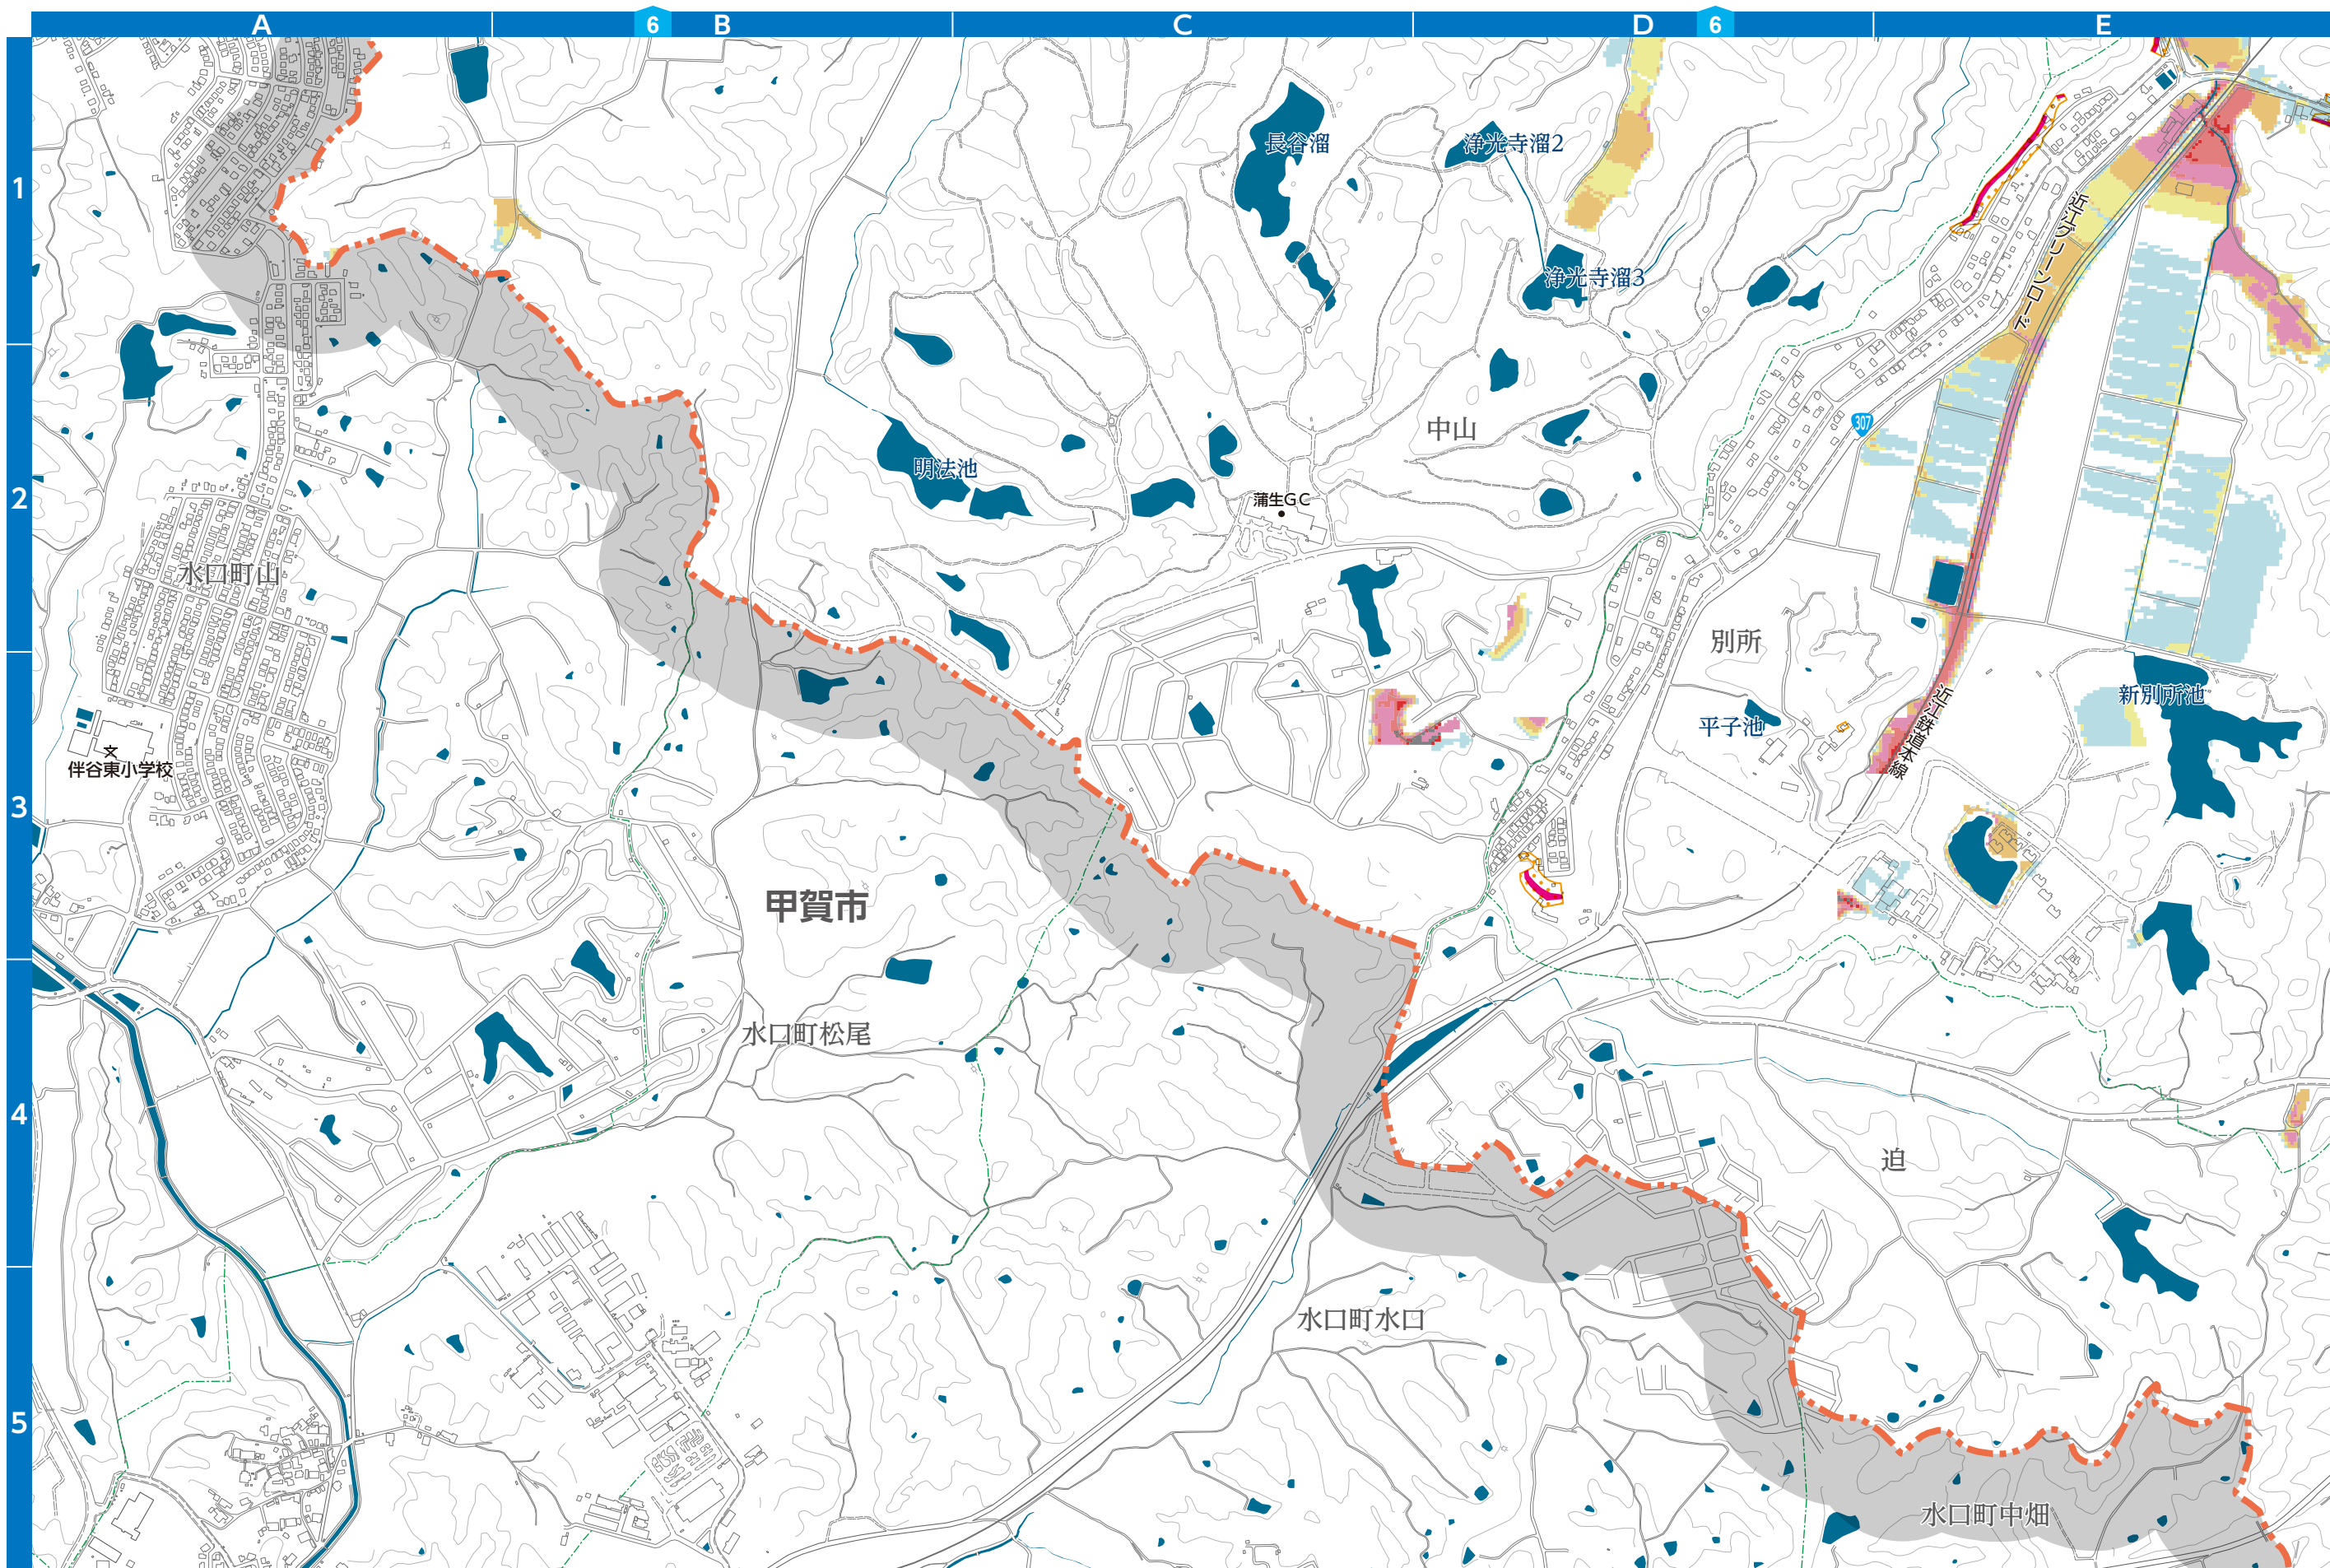 A
6
B
C
D
6
E
1
2
3
4
5
長谷溜
浄光寺溜2
浄光寺溜3
近江グリーンロード
307
中山
明法池
蒲生GC
水口町山
別所
新別所池
平子池
近江鉄道本線
文
伴谷東小学校
甲賀市
水口町松尾
迫
水口町水口
水口町中畑